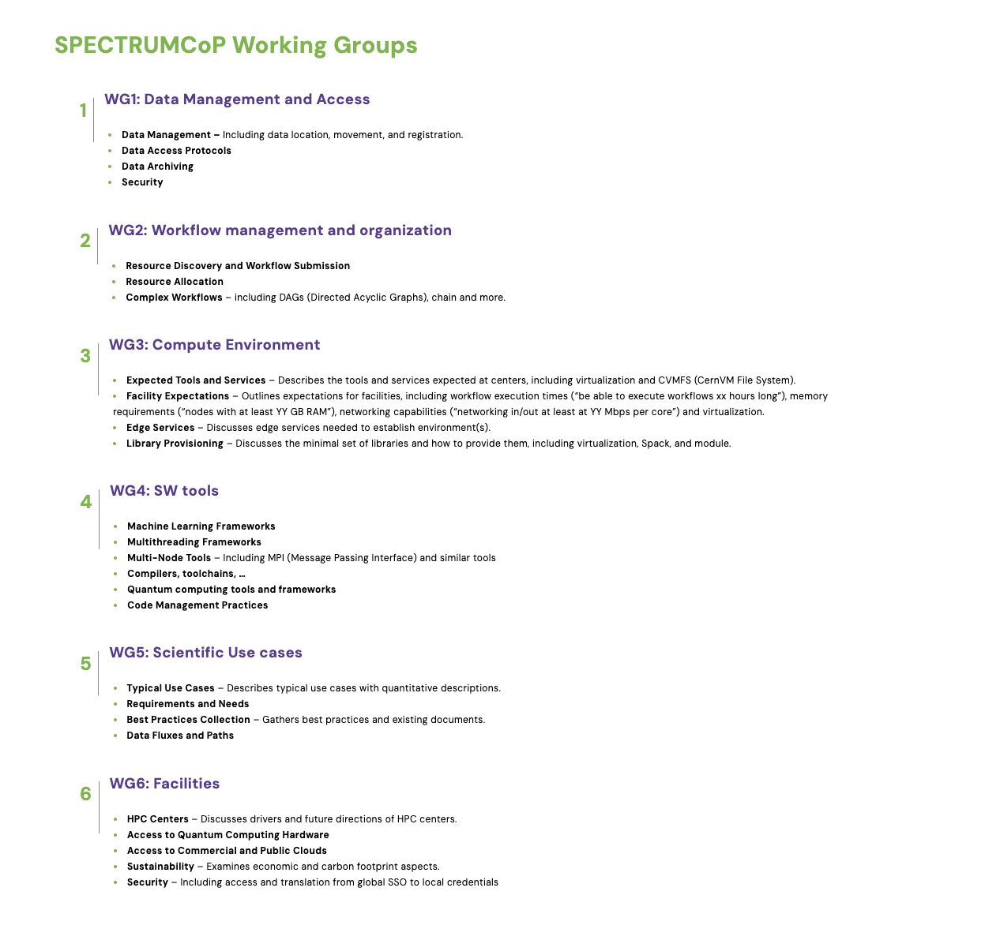 SPECTRUMCoP Working Groups
1
WG1: Data Management and Access
• Data Management – Including data location, movement, and registration.
• Data Access Protocols
• Data Archiving
• Security
2
WG2: Workflow management and organization
• Resource Discovery and Workflow Submission
• Resource Allocation
• Complex Workflows – including DAGs (Directed Acyclic Graphs), chain and more.
3
WG3: Compute Environment
• Expected Tools and Services – Describes the tools and services expected at centers, including virtualization and CVMFS (CernVM File System).
• Facility Expectations – Outlines expectations for facilities, including workflow execution times (“be able to execute workflows xx hours long”), memory
requirements (“nodes with at least YY GB RAM”), networking capabilities (“networking in/out at least at YY Mbps per core”) and virtualization.
• Edge Services – Discusses edge services needed to establish environment(s).
• Library Provisioning – Discusses the minimal set of libraries and how to provide them, including virtualization, Spack, and module.
4
WG4: SW tools
• Machine Learning Frameworks
• Multithreading Frameworks
• Multi-Node Tools – Including MPI (Message Passing Interface) and similar tools
• Compilers, toolchains, …
• Quantum computing tools and frameworks
• Code Management Practices
5
WG5: Scientific Use cases
• Typical Use Cases – Describes typical use cases with quantitative descriptions.
• Requirements and Needs
• Best Practices Collection – Gathers best practices and existing documents.
• Data Fluxes and Paths
6
WG6: Facilities
• HPC Centers – Discusses drivers and future directions of HPC centers.
• Access to Quantum Computing Hardware
• Access to Commercial and Public Clouds
• Sustainability – Examines economic and carbon footprint aspects.
• Security – Including access and translation from global SSO to local credentials